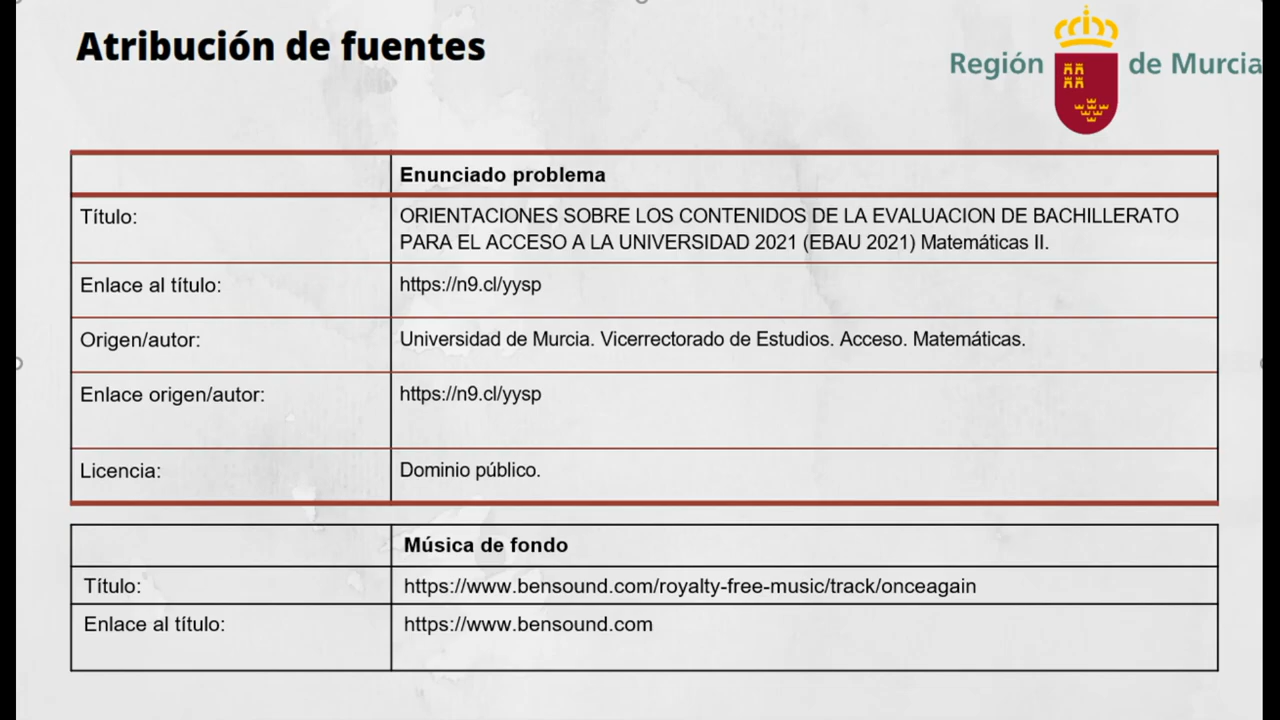 Atribución de fuentes
Región de Murcia
Enunciado problema
Título:
ORIENTACIONES SOBRE LOS CONTENIDOS DE LA EVALUACION DE BACHILLERATO
PARA EL ACCESO A LA UNIVERSIDAD 2021 (EBAU 2021) Matemáticas II.
Enlace al título:
https://n9.cl/yysp
Origen/autor:
Universidad de Murcia. Vicerrectorado de Estudios. Acceso. Matemáticas.
Enlace origen/autor:
https://n9.cl/yysp
Licencia:
Dominio público.
Música de fondo
Título:
https://www.bensound.com/royalty-free-music/track/onceagain
Enlace al título:
https://www.bensound.com